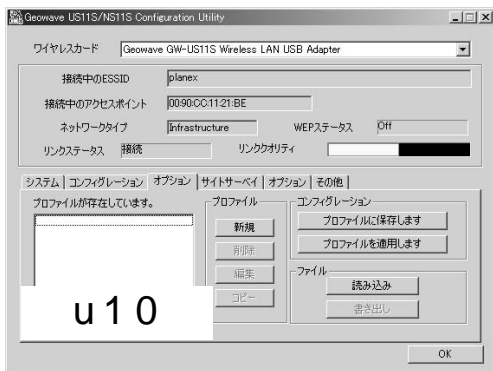 Geowave US11S/NS11S Configuration Utility
ワイヤレスカード Geowave GW-US11S Wireless LAN USB Adapter
接続中のESSID planex
接続中のアクセスポイント 00:90:CC:11:21:BE
ネットワークタイプ Infrastructure WEPステータス Off
リンクステータス 接続 リンククオリティ
システム コンフィグレーション オプション サイトサーベイ オプション その他
プロファイルが存在しています。 プロファイル コンフィグレーション
新規 プロファイルに保存します
削除 プロファイルを適用します
編集 ファイル
コピー 読み込み
書き出し
u10
OK